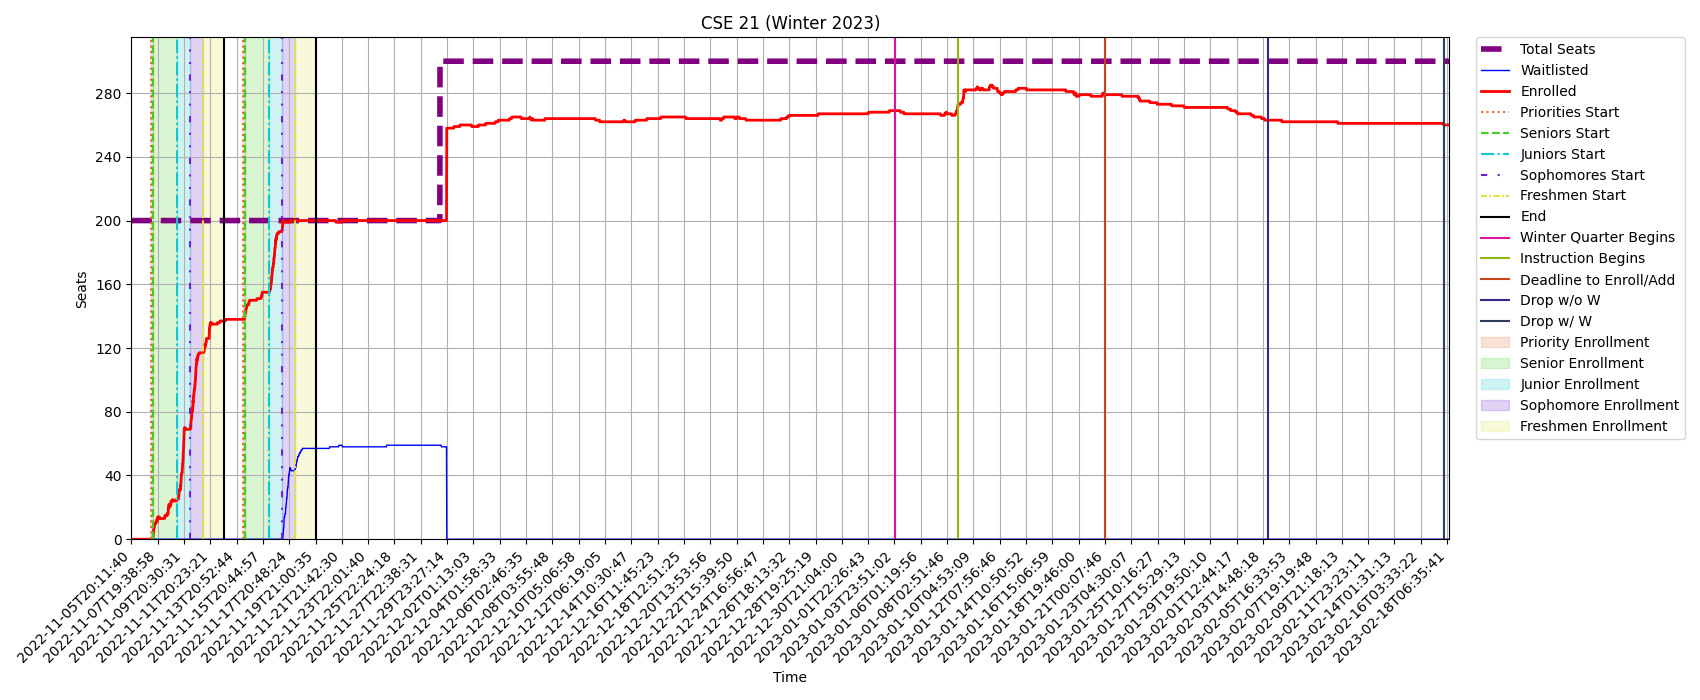 CSE 21 (Winter 2023)
Seats
280
240
200
160
120
80
40
0
2022-11-05T20:11:40
2022-11-07T19:38:58
2022-11-09T20:30:31
2022-11-11T20:23:21
2022-11-13T20:52:44
2022-11-15T20:44:57
2022-11-17T20:48:24
2022-11-19T21:00:35
2022-11-21T21:42:30
2022-11-23T22:01:40
2022-11-25T22:24:18
2022-11-27T22:38:31
2022-11-29T23:27:14
2022-12-02T01:13:03
2022-12-04T01:58:33
2022-12-06T02:46:35
2022-12-08T03:55:48
2022-12-10T05:06:58
2022-12-12T06:19:05
2022-12-14T10:30:47
2022-12-16T11:45:23
2022-12-18T12:51:25
2022-12-20T13:53:56
2022-12-22T15:39:50
2022-12-24T16:56:47
2022-12-26T18:13:32
2022-12-28T19:25:19
2022-12-30T21:04:00
2023-01-01T22:26:43
2023-01-03T23:51:02
2023-01-06T01:19:56
2023-01-08T02:51:46
2023-01-10T04:53:09
2023-01-12T07:56:46
2023-01-14T10:50:52
2023-01-16T15:06:59
2023-01-18T19:46:00
2023-01-21T00:07:46
2023-01-23T04:30:07
2023-01-25T10:16:27
2023-01-27T15:29:13
2023-01-29T19:50:10
2023-02-01T12:44:17
2023-02-03T14:48:18
2023-02-05T16:33:53
2023-02-07T19:19:48
2023-02-09T21:18:13
2023-02-11T23:23:11
2023-02-14T01:31:13
2023-02-16T03:33:22
2023-02-18T06:35:41
Time
Total Seats
Waitlisted
Enrolled
Priorities Start
Seniors Start
Juniors Start
Sophomores Start
Freshmen Start
End
Winter Quarter Begins
Instruction Begins
Deadline to Enroll/Add
Drop w/o W
Drop w/ W
Priority Enrollment
Senior Enrollment
Junior Enrollment
Sophomore Enrollment
Freshmen Enrollment